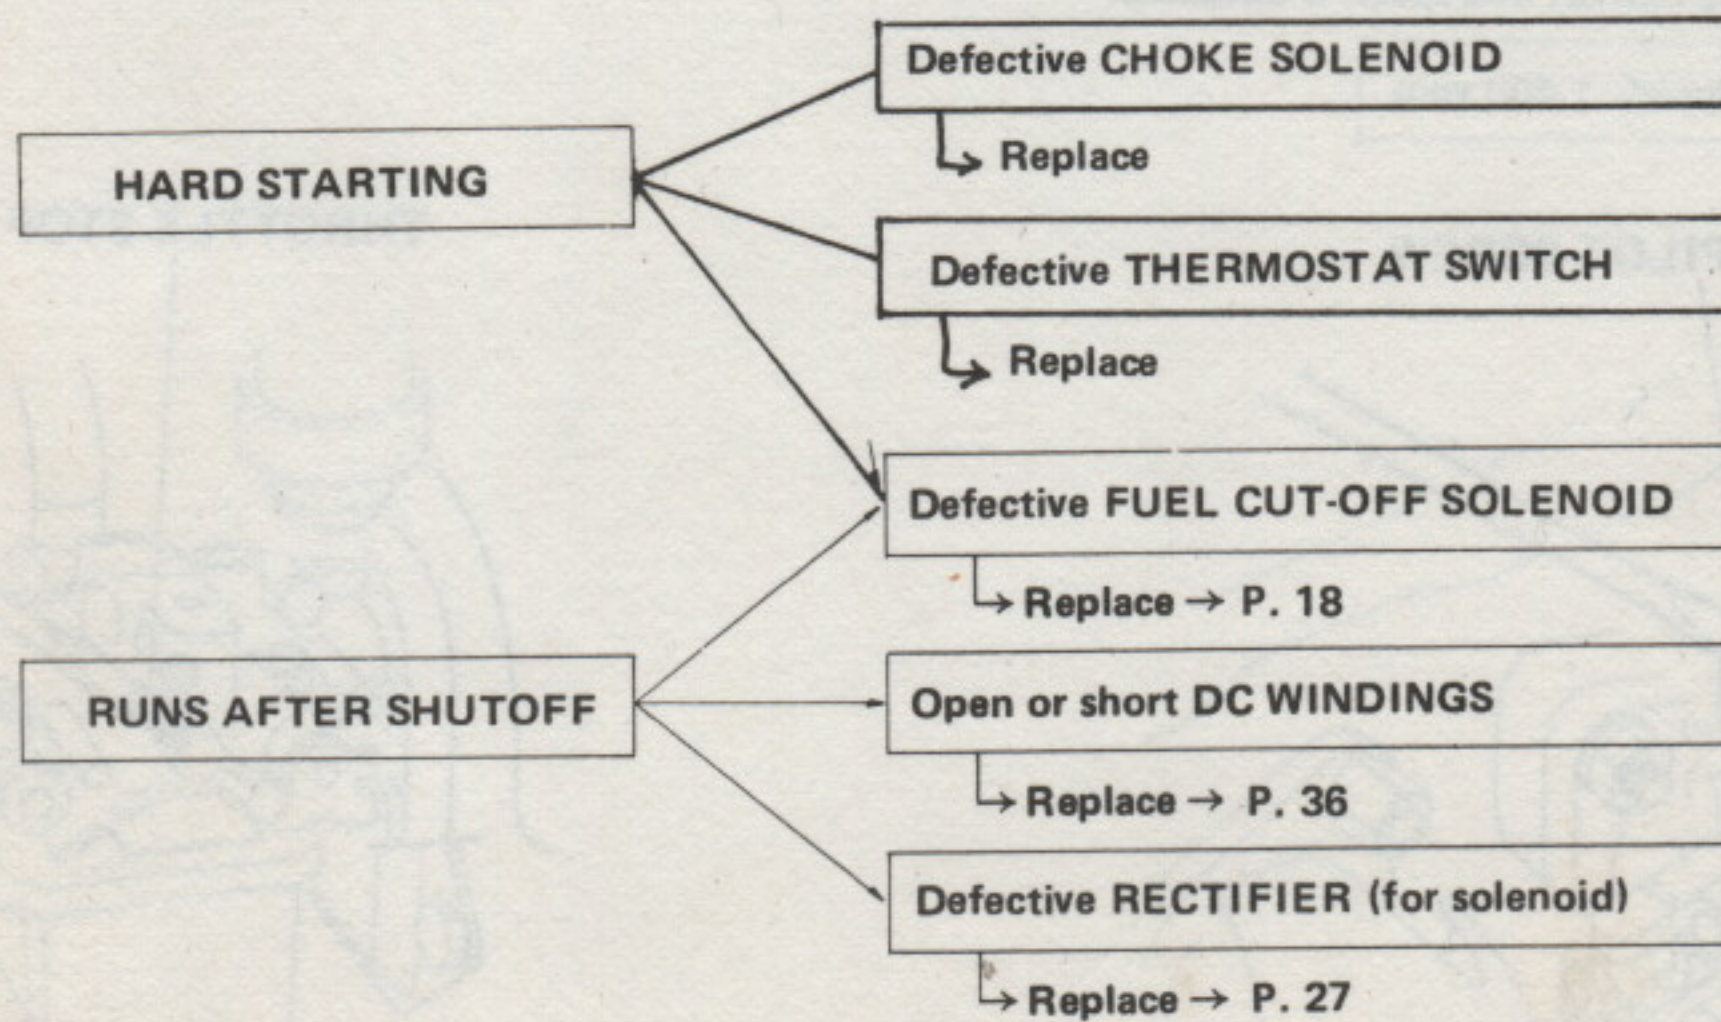 Defective CHOKE SOLENOID
Replace
HARD STARTING
Defective THERMOSTAT SWITCH
Replace
Defective FUEL CUT-OFF SOLENOID
Replace → P. 18
RUNS AFTER SHUTOFF
Open or short DC WINDINGS
Replace → P. 36
Defective RECTIFIER (for solenoid)
Replace → P. 27